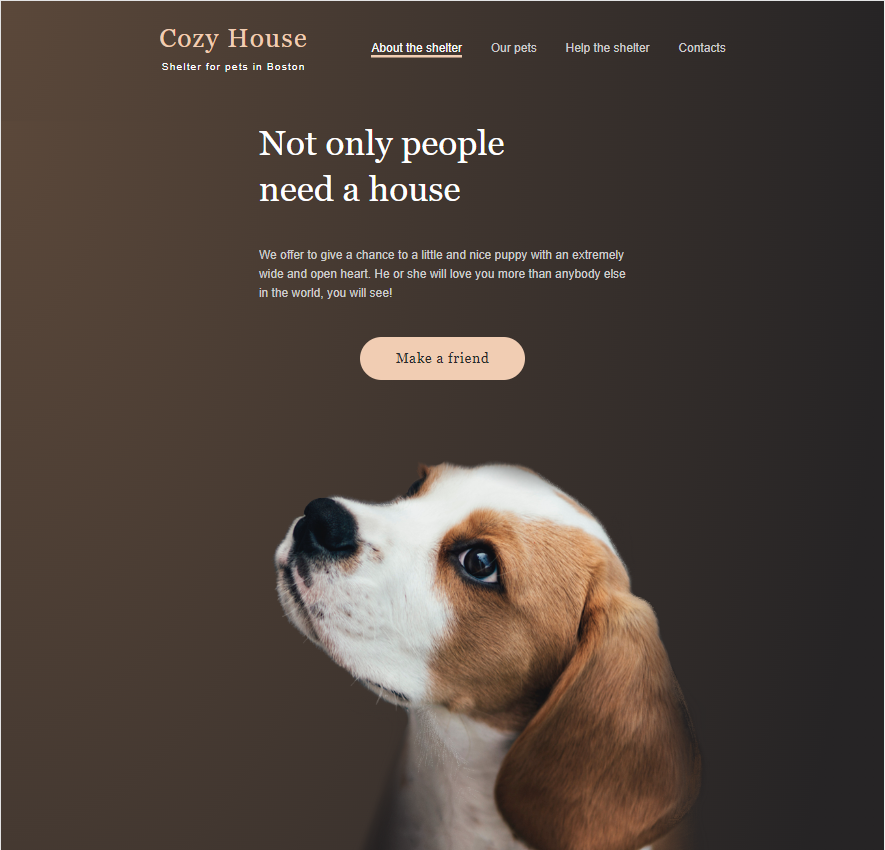 Cozy House
Shelter for pets in Boston
About the shelter
Our pets
Help the shelter
Contacts
Not only people
need a house
We offer to give a chance to a little and nice puppy with an extremely
wide and open heart. He or she will love you more than anybody else
in the world, you will see!
Make a friend